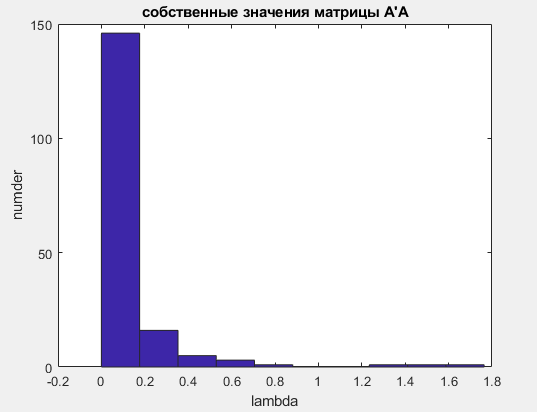 собственные значения матрицы A'A
150
100
50
0
numder
-0.2 0 0.2 0.4 0.6 0.8 1 1.2 1.4 1.6 1.8
lambda